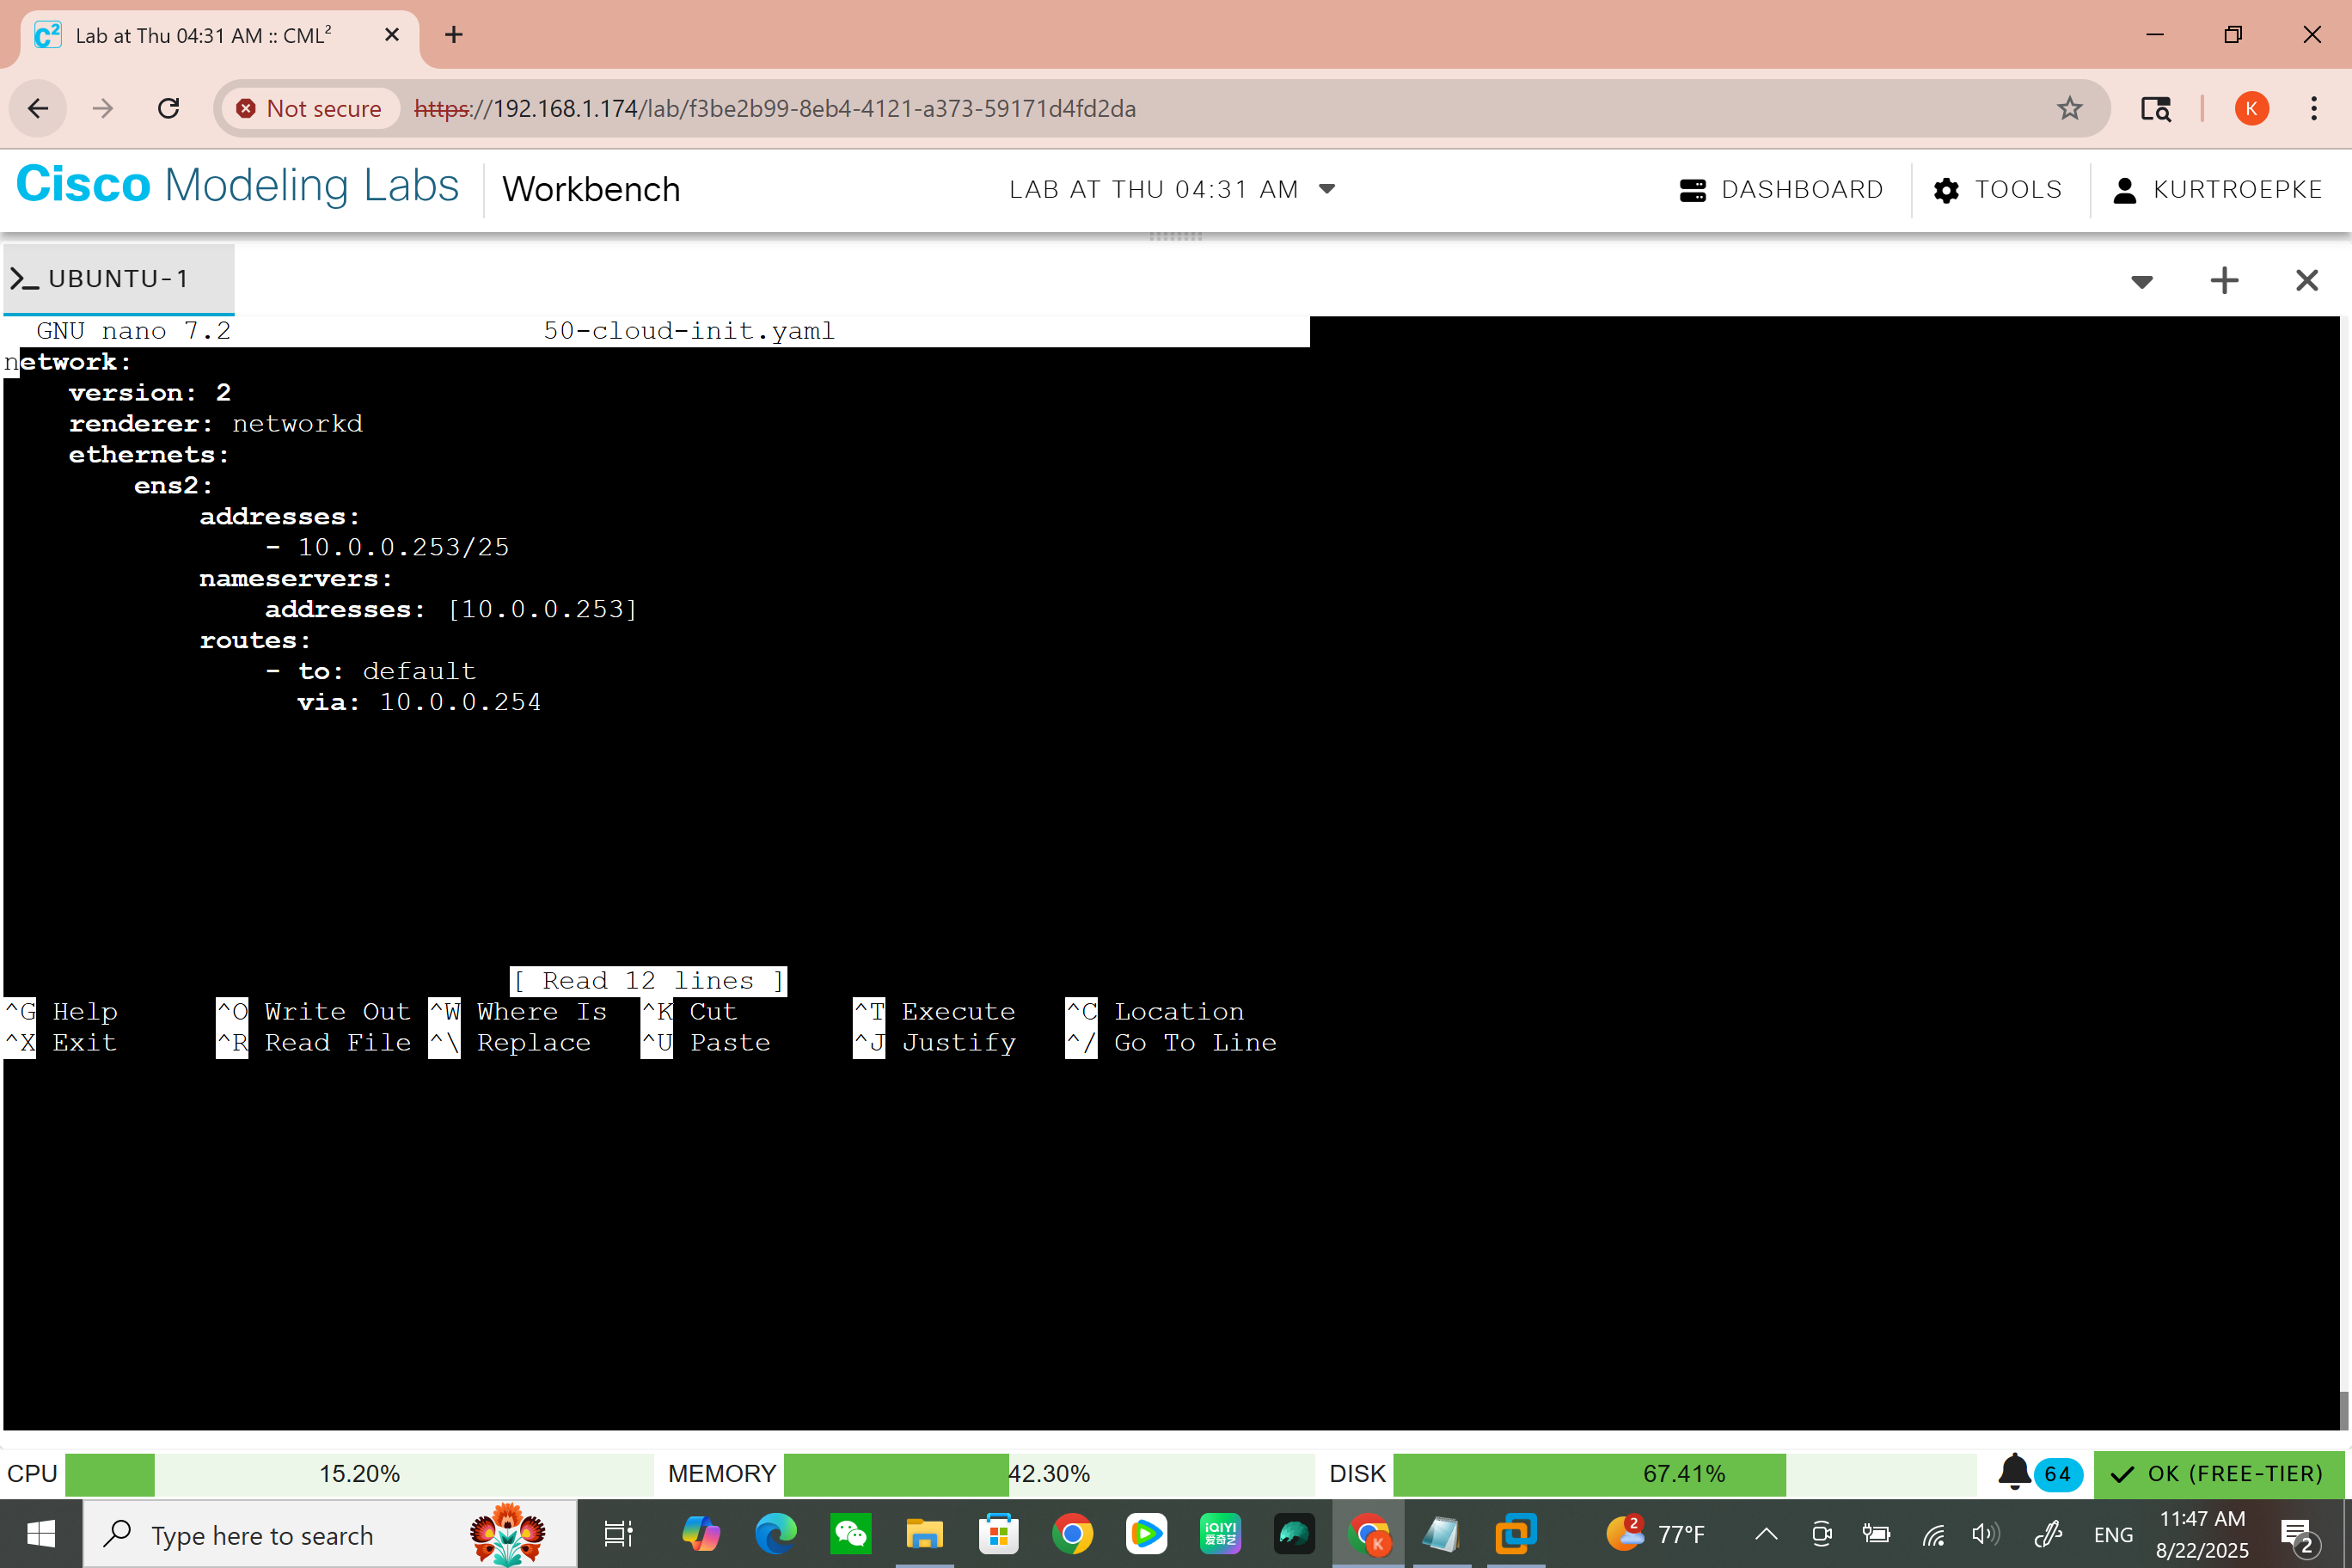 Lab at Thu 04:31 AM :: CML²
Not secure https://192.168.1.174/lab/f3be2b99-8eb4-4121-a373-59171d4fd2da
K
Cisco Modeling Labs Workbench LAB AT THU 04:31 AM DASHBOARD TOOLS KURTROEPKE
>_ UBUNTU-1
GNU nano 7.2 50-cloud-init.yaml
network:
version: 2
renderer: networkd
ethernets:
ens2:
addresses:
- 10.0.0.253/25
nameservers:
addresses: [10.0.0.253]
routes:
- to: default
via: 10.0.0.254
[ Read 12 lines ]
^G Help ^O Write Out ^W Where Is ^K Cut ^T Execute ^C Location
^X Exit ^R Read File ^\ Replace ^U Paste ^J Justify ^/ Go To Line
CPU 15.20% MEMORY 42.30% DISK 67.41% 64 OK (FREE-TIER)
Type here to search iQIYI 爱奇艺 K 2 77°F ENG 11:47 AM
8/22/2025 2